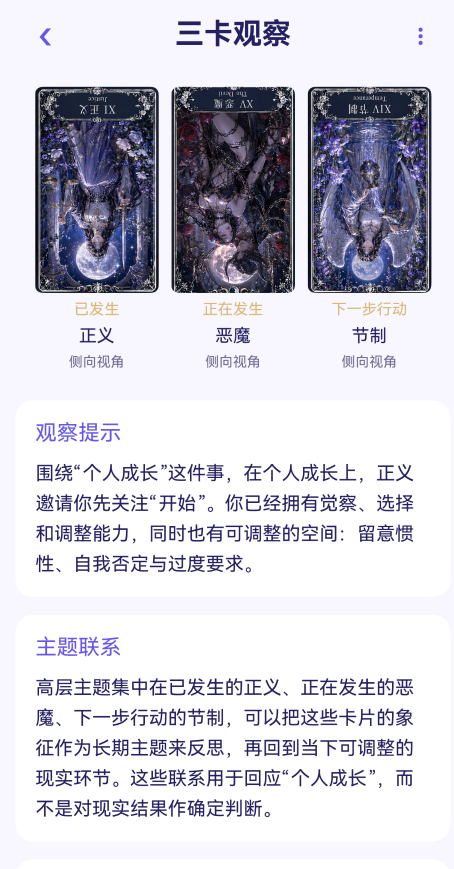 三卡观察
XI 正义
Justice
XV 恶魔
The Devil
XIV 节制
Temperance
已发生
正在发生
下一步行动
正义
恶魔
节制
侧向视角
侧向视角
侧向视角
观察提示
围绕“个人成长”这件事，在个人成长上，正义
邀请你先关注“开始”。你已经拥有觉察、选择
和调整能力，同时也有可调整的空间：留意惯
性、自我否定与过度要求。
主题联系
高层主题集中在已发生的正义、正在发生的恶
魔、下一步行动的节制，可以把这些卡片的象
征作为长期主题来反思，再回到当下可调整的
现实环节。这些联系用于回应“个人成长”，而
不是对现实结果作确定判断。